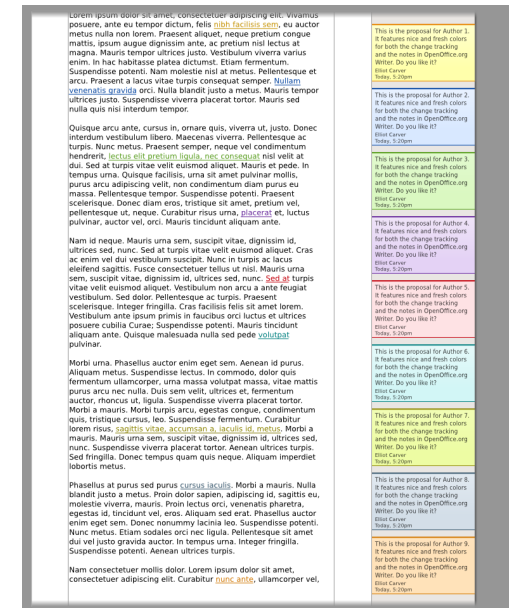 Lorem ipsum dolor sit amet, consectetuer adipiscing elit. Vivamus
posuere, ante eu tempor dictum, felis nibh facilisis sem, eu auctor
metus nulla non lorem. Praesent aliquet, neque pretium congue
mattis, ipsum augue dignissim ante, ac pretium nisl lectus at
magna. Mauris tempor ultrices justo. Vestibulum viverra varius
enim. In hac habitasse platea dictumst. Etiam fermentum.
Suspendisse potenti. Nam molestie nisl at metus. Pellentesque et
arcu. Praesent a lacus vitae turpis consequat semper. Nullam
venenatis gravida orci. Nulla blandit justo a metus. Mauris tempor
ultrices justo. Suspendisse viverra placerat tortor. Mauris sed
nulla quis nisi interdum tempor.
Quisque arcu ante, cursus in, ornare quis, viverra ut, justo. Donec
interdum vestibulum libero. Maecenas viverra. Pellentesque ac
turpis. Nunc metus. Praesent semper, neque vel condimentum
hendrerit, lectus elit pretium ligula, nec consequat nisl velit at
dui. Sed at turpis vitae velit euismod aliquet. Mauris et pede. In
tempus urna. Quisque facilisis, urna sit amet pulvinar mollis,
purus arcu adipiscing velit, non condimentum diam purus eu
massa. Pellentesque tempor. Suspendisse potenti. Praesent
scelerisque. Donec diam eros, tristique sit amet, pretium vel,
pellentesque ut, neque. Curabitur risus urna, placerat et, luctus
pulvinar, auctor vel, orci. Mauris tincidunt aliquam ante.
Nam id neque. Mauris urna sem, suscipit vitae, dignissim id,
ultrices sed, nunc. Sed at turpis vitae velit euismod aliquet. Cras
ac enim vel dui vestibulum suscipit. Nunc in turpis ac lacus
eleifend sagittis. Fusce consectetuer tellus ut nisl. Mauris urna
sem, suscipit vitae, dignissim id, ultrices sed, nunc. Sed at turpis
vitae velit euismod aliquet. Vestibulum non arcu a ante feugiat
vestibulum. Sed dolor. Pellentesque ac turpis. Praesent
scelerisque. Integer fringilla. Cras facilisis felis sit amet lorem.
Vestibulum ante ipsum primis in faucibus orci luctus et ultrices
posuere cubilia Curae; Suspendisse potenti. Mauris tincidunt
aliquam ante. Quisque malesuada nulla sed pede volutpat
pulvinar.
Morbi urna. Phasellus auctor enim eget sem. Aenean id purus.
Aliquam metus. Suspendisse lectus. In commodo, dolor quis
fermentum ullamcorper, urna massa volutpat massa, vitae mattis
purus arcu nec nulla. Duis sem velit, ultrices et, fermentum
auctor, rhoncus ut, ligula. Suspendisse viverra placerat tortor.
Morbi a mauris. Morbi turpis arcu, egestas congue, condimentum
quis, tristique cursus, leo. Suspendisse fermentum. Curabitur
lorem risus, sagittis vitae, accumsan a, iaculis id, metus. Morbi a
mauris. Mauris urna sem, suscipit vitae, dignissim id, ultrices sed,
nunc. Suspendisse viverra placerat tortor. Aenean ultrices turpis.
Sed fringilla. Donec tempus quam quis neque. Aliquam imperdiet
lobortis metus.
Phasellus at purus sed purus cursus iaculis. Morbi a mauris. Nulla
blandit justo a metus. Proin dolor sapien, adipiscing id, sagittis eu,
molestie viverra, mauris. Proin lectus orci, venenatis pharetra,
egestas id, tincidunt vel, eros. Aliquam sed erat. Phasellus auctor
enim eget sem. Donec nonummy lacinia leo. Suspendisse potenti.
Nunc metus. Etiam sodales orci nec ligula. Pellentesque sit amet
dui vel justo gravida auctor. In tempus urna. Integer fringilla.
Suspendisse potenti. Aenean ultrices turpis.
Nam consectetuer mollis dolor. Lorem ipsum dolor sit amet,
consectetuer adipiscing elit. Curabitur nunc ante, ullamcorper vel,
This is the proposal for Author 1.
It features nice and fresh colors
for both the change tracking
and the notes in OpenOffice.org
Writer. Do you like it?
Elliot Carver
Today, 5:20pm
This is the proposal for Author 2.
It features nice and fresh colors
for both the change tracking
and the notes in OpenOffice.org
Writer. Do you like it?
Elliot Carver
Today, 5:20pm
This is the proposal for Author 3.
It features nice and fresh colors
for both the change tracking
and the notes in OpenOffice.org
Writer. Do you like it?
Elliot Carver
Today, 5:20pm
This is the proposal for Author 4.
It features nice and fresh colors
for both the change tracking
and the notes in OpenOffice.org
Writer. Do you like it?
Elliot Carver
Today, 5:20pm
This is the proposal for Author 5.
It features nice and fresh colors
for both the change tracking
and the notes in OpenOffice.org
Writer. Do you like it?
Elliot Carver
Today, 5:20pm
This is the proposal for Author 6.
It features nice and fresh colors
for both the change tracking
and the notes in OpenOffice.org
Writer. Do you like it?
Elliot Carver
Today, 5:20pm
This is the proposal for Author 7.
It features nice and fresh colors
for both the change tracking
and the notes in OpenOffice.org
Writer. Do you like it?
Elliot Carver
Today, 5:20pm
This is the proposal for Author 8.
It features nice and fresh colors
for both the change tracking
and the notes in OpenOffice.org
Writer. Do you like it?
Elliot Carver
Today, 5:20pm
This is the proposal for Author 9.
It features nice and fresh colors
for both the change tracking
and the notes in OpenOffice.org
Writer. Do you like it?
Elliot Carver
Today, 5:20pm